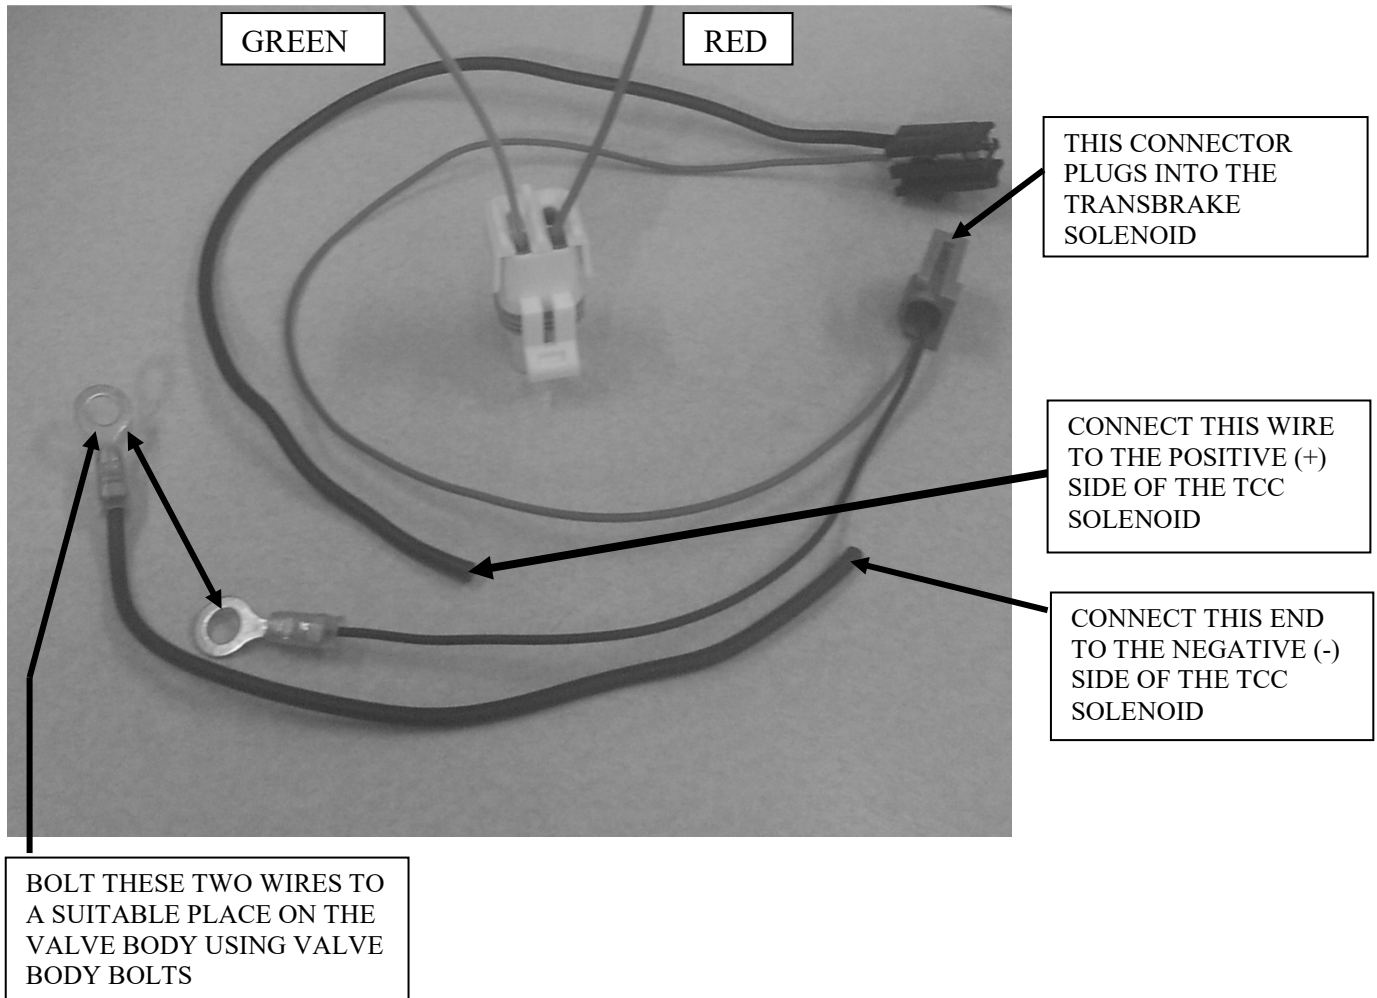 GREEN
RED
THIS CONNECTOR
PLUGS INTO THE
TRANSBRAKE
SOLENOID
CONNECT THIS WIRE
TO THE POSITIVE (+)
SIDE OF THE TCC
SOLENOID
CONNECT THIS END
TO THE NEGATIVE (-)
SIDE OF THE TCC
SOLENOID
BOLT THESE TWO WIRES TO
A SUITABLE PLACE ON THE
VALVE BODY USING VALVE
BODY BOLTS